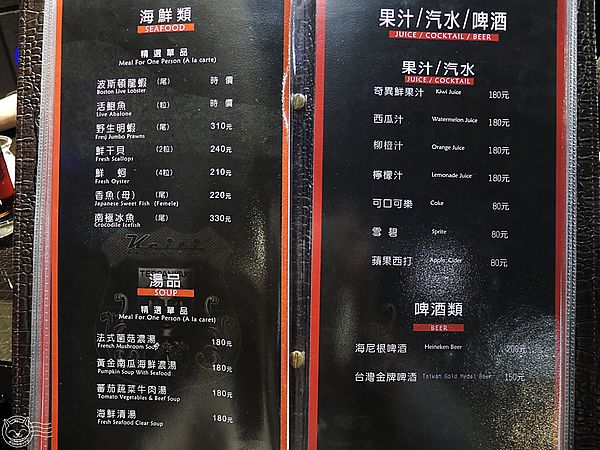 海鮮類
SEAFOOD
精選單品
Meal For One Person (A la carte)
波斯頓龍蝦 (尾) 時價
Boston Live Lobster
活鮑魚 (粒) 時價
Live Abalone
野生明蝦 (尾) 310元
Frenj Jumbo Prawns
鮮干貝 (2粒) 240元
Fresh Scallops
鮮蚵 (4粒) 210元
Fresh Oyster
香魚(母) (尾) 220元
Japanese Sweet Fish (Femele)
南極冰魚 (尾) 330元
Crocodile Icefish
湯品
SOUP
精選單品
Meal For One Person (A la caret)
法式菌菇濃湯 180元
French Mushroom Soup
黃金南瓜海鮮濃湯 180元
Pumpkin Soup With Seafood
蕃茄蔬菜牛肉湯 180元
Tomato Vegetables & Beef Soup
海鮮清湯 180元
Fresh Seafood Clear Soup
果汁/汽水/啤酒
JUICE / COCKTAIL / BEER
果汁/汽水
JUICE / COCKTAIL
奇異鮮果汁 Kiwi Juice 180元
西瓜汁 Watermelon Juice 180元
柳橙汁 Orange Juice 180元
檸檬汁 Lemonade Juice 180元
可口可樂 Coke 80元
雪碧 Sprite 80元
蘋果西打 Apple Cider 80元
啤酒類
BEER
海尼根啤酒 Heineken Beer 200元
台灣金牌啤酒 Taiwan Gold Medal Beer 150元